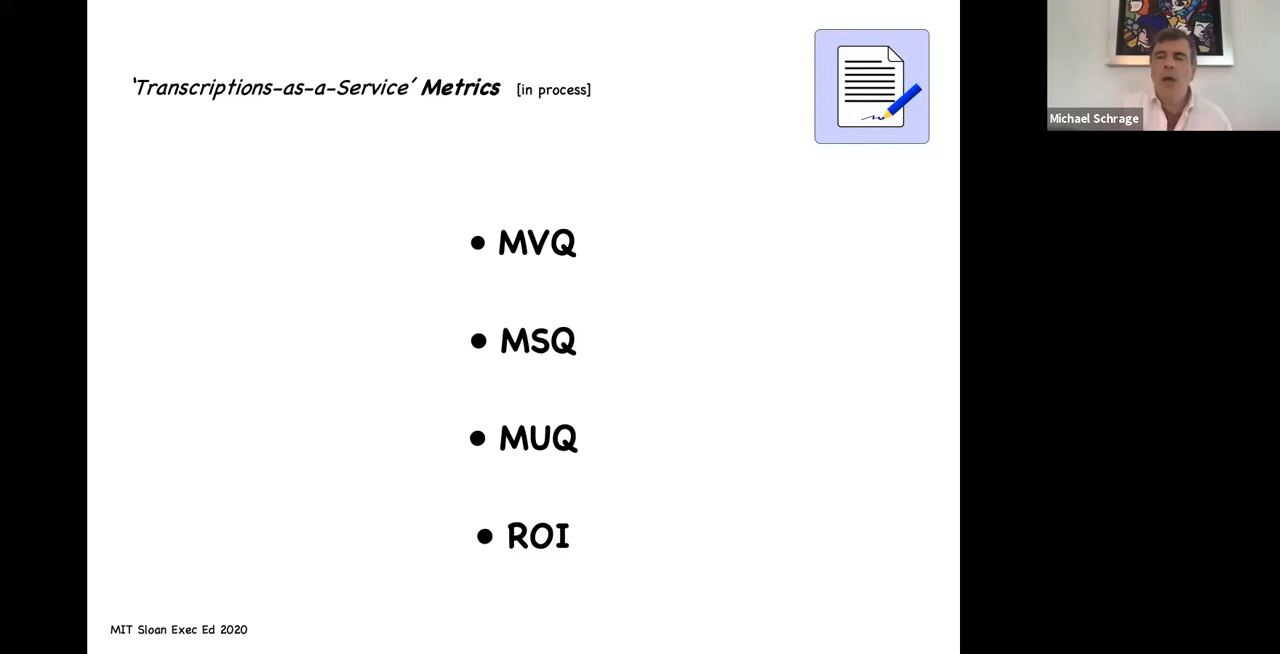 ‘Transcriptions-as-a-Service’ Metrics [in process]
Michael Schrage
• MVQ
• MSQ
• MUQ
• ROI
MIT Sloan Exec Ed 2020